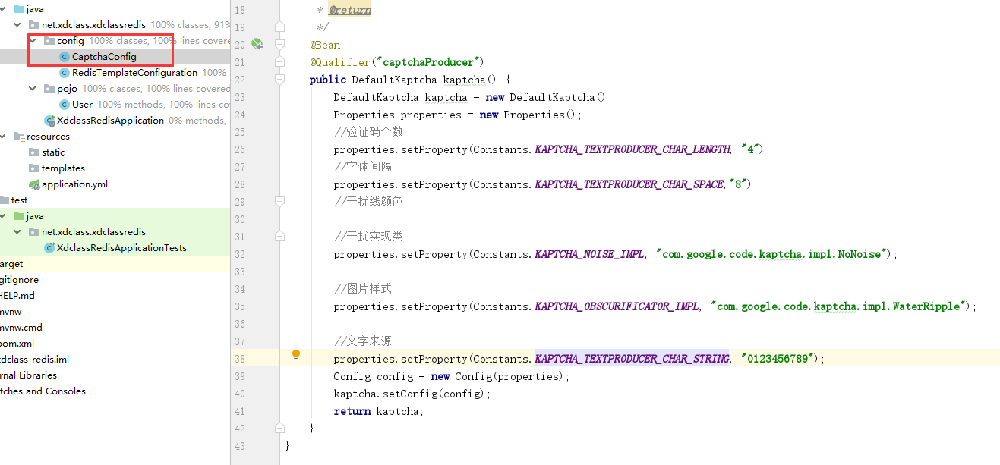 java
net.xdclass.xdclassredis 100% classes, 91%
config 100% classes, 100% lines covere
CaptchaConfig
RedisTemplateConfiguration 100%
pojo 100% classes, 100% lines covered
User 100% methods, 100% lines co
XdclassRedisApplication 0% methods,
resources
static
templates
application.yml
test
java
net.xdclass.xdclassredis
XdclassRedisApplicationTests
arget
gitignore
HELP.md
mvnw
mvnw.cmd
pom.xml
xdclass-redis.iml
rnal Libraries
tches and Consoles
18 * @return
19 */
20 @Bean
21 @Qualifier("captchaProducer")
22 public DefaultKaptcha kaptcha() {
23 DefaultKaptcha kaptcha = new DefaultKaptcha();
24 Properties properties = new Properties();
25 //验证码个数
26 properties.setProperty(Constants.KAPTCHA_TEXTPRODUCER_CHAR_LENGTH, "4");
27 //字体间隔
28 properties.setProperty(Constants.KAPTCHA_TEXTPRODUCER_CHAR_SPACE,"8");
29 //干扰线颜色
30
31 //干扰实现类
32 properties.setProperty(Constants.KAPTCHA_NOISE_IMPL, "com.google.code.kaptcha.impl.NoNoise");
33
34 //图片样式
35 properties.setProperty(Constants.KAPTCHA_OBSCURIFICATOR_IMPL, "com.google.code.kaptcha.impl.WaterRipple");
36
37 //文字来源
38 properties.setProperty(Constants.KAPTCHA_TEXTPRODUCER_CHAR_STRING, "0123456789");
39 Config config = new Config(properties);
40 kaptcha.setConfig(config);
41 return kaptcha;
42 }
43 }